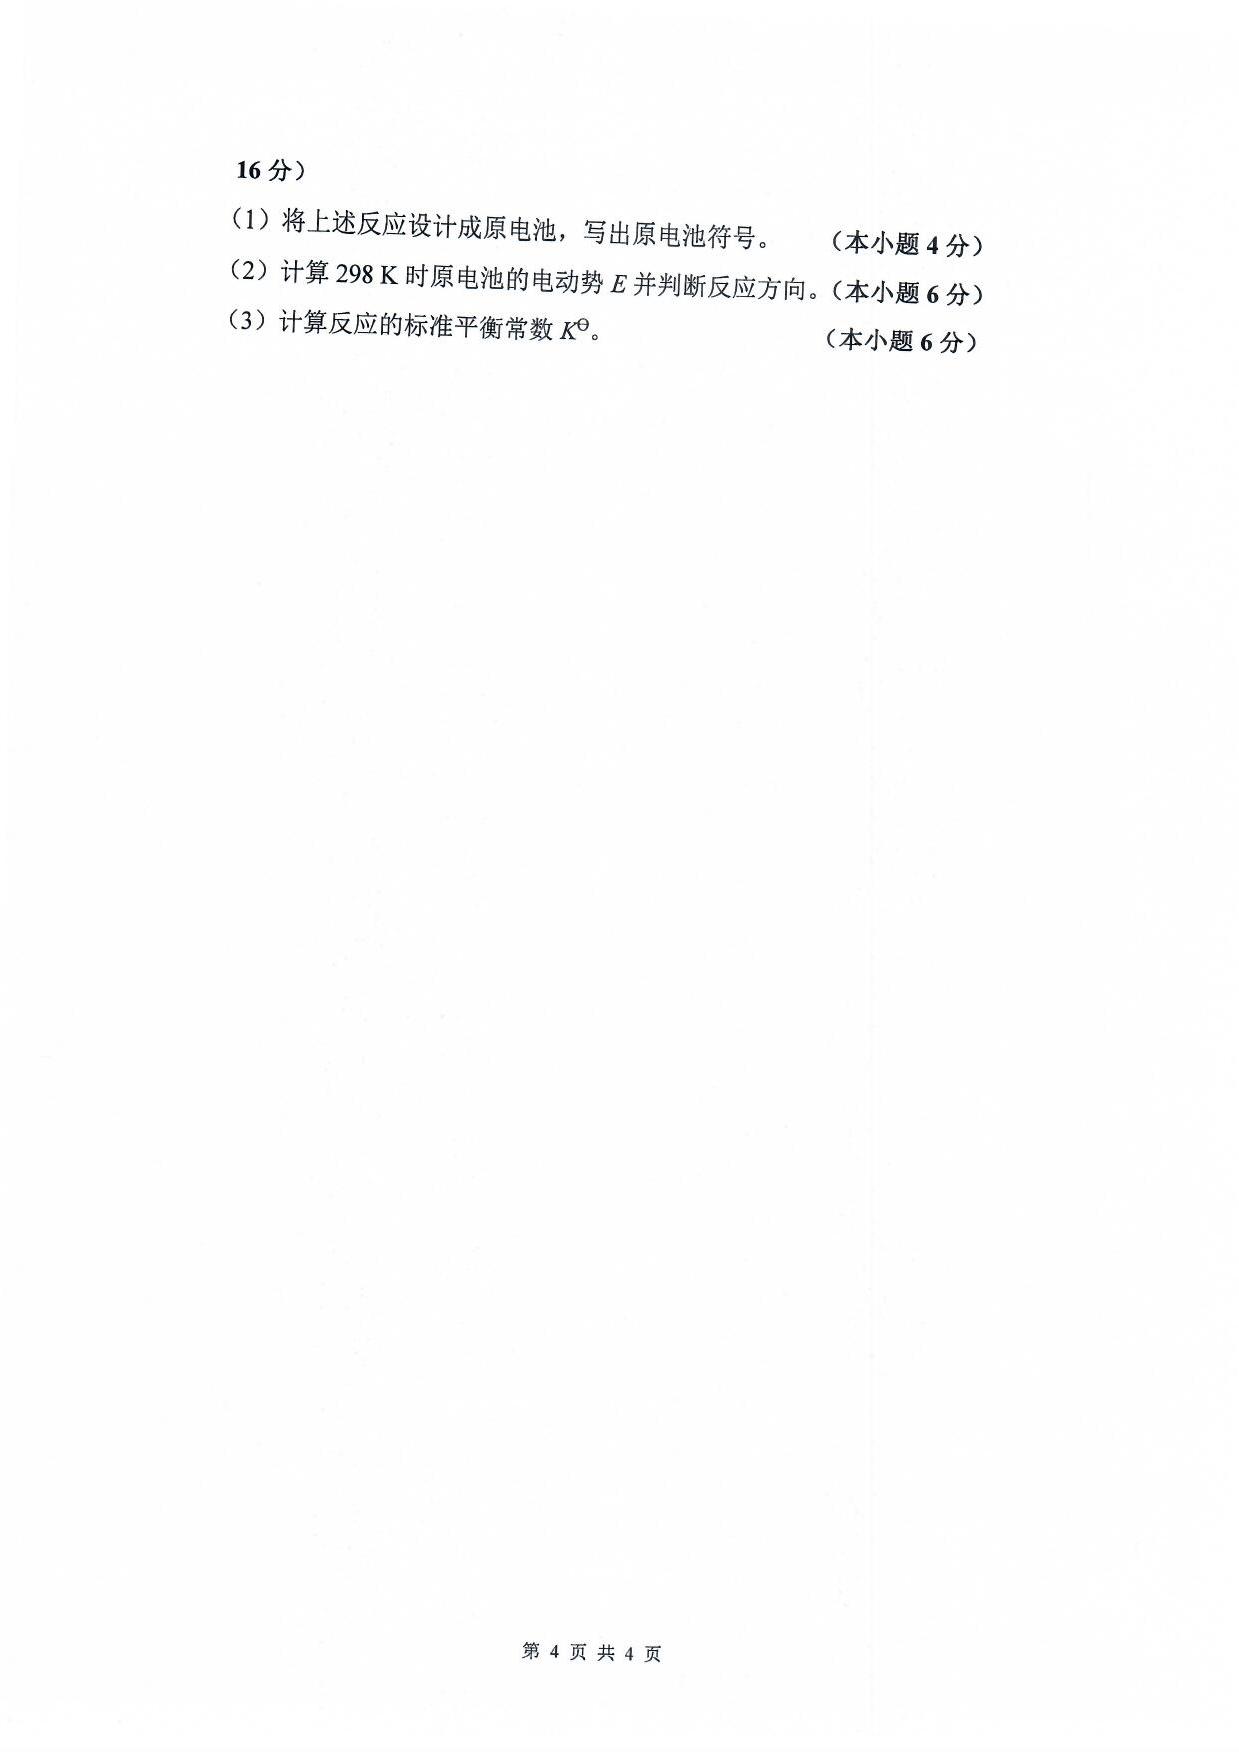 16 分）
（1）将上述反应设计成原电池，写出原电池符号。 （本小题 4 分）
（2）计算 298 K 时原电池的电动势 E 并判断反应方向。（本小题 6 分）
（3）计算反应的标准平衡常数 K^Θ。 （本小题 6 分）
第 4 页 共 4 页